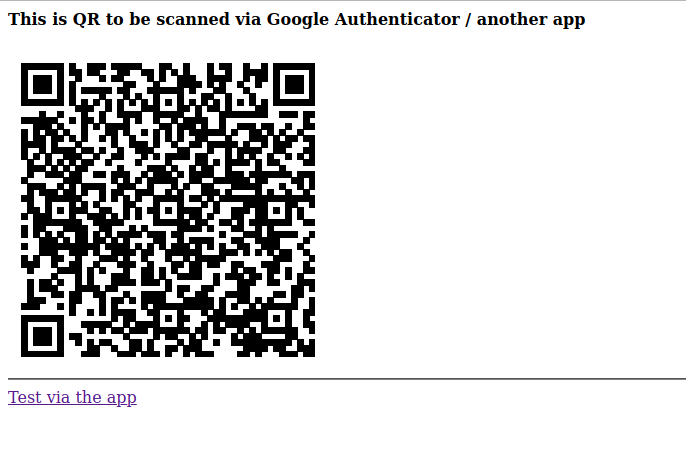 This is QR to be scanned via Google Authenticator / another app
Test via the app